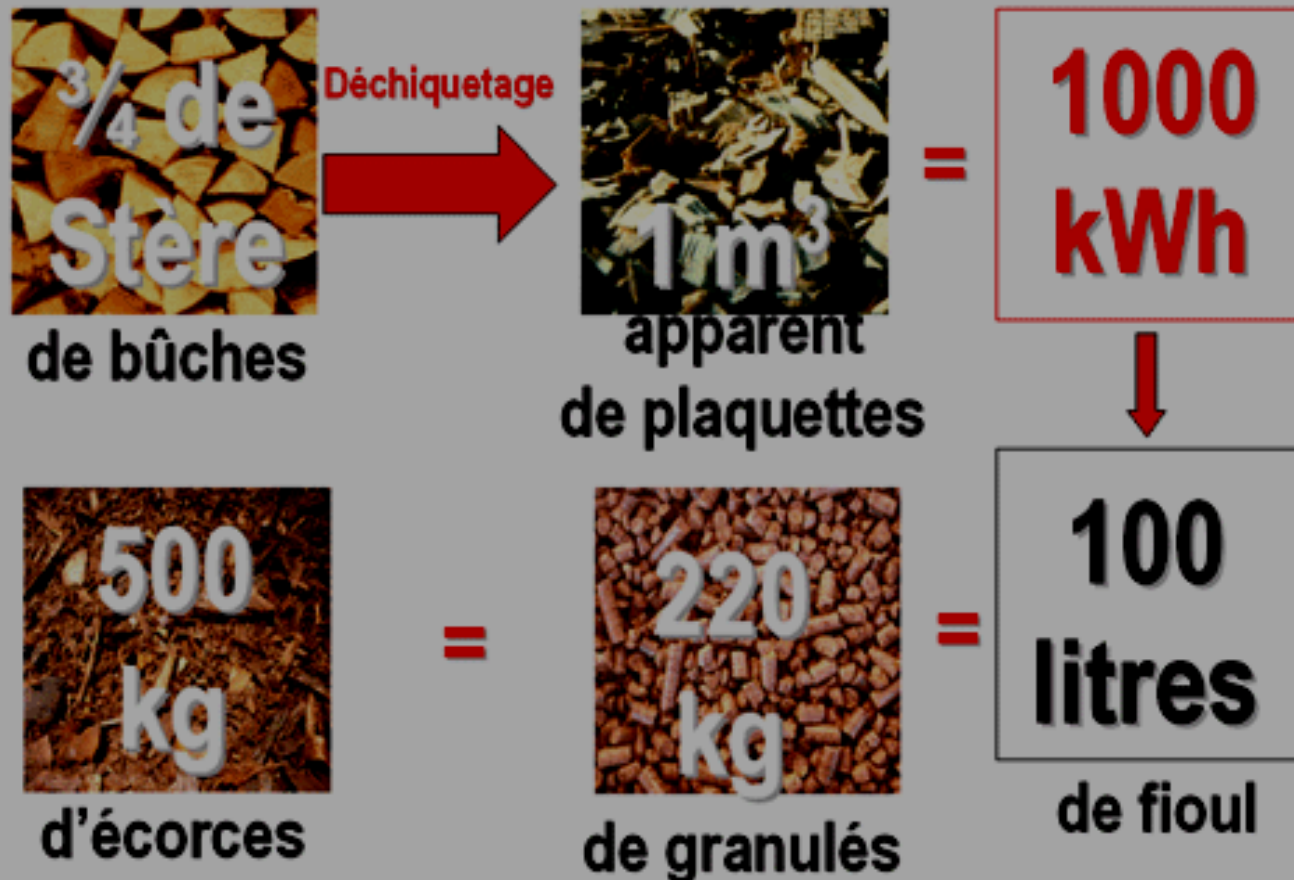 ¾ de
Stère
de bûches
Déchiquetage
1 m³
apparent
de plaquettes
=
1000
kWh
500
kg
d'écorces
=
220
kg
de granulés
=
100
litres
de fioul